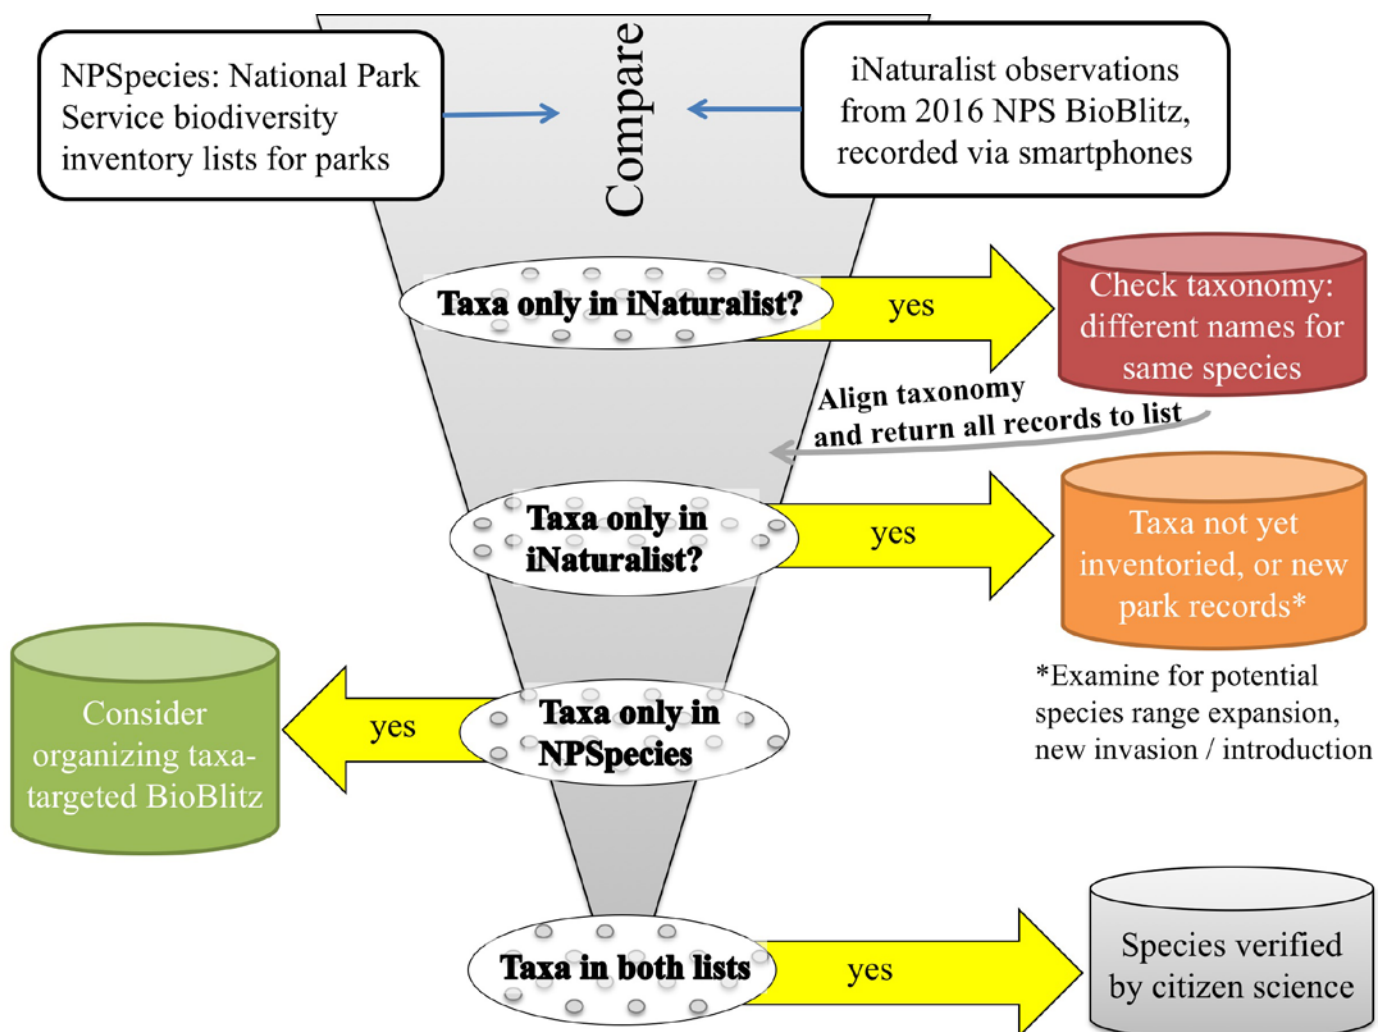 NPSpecies: National Park
Service biodiversity
inventory lists for parks
Compare
iNaturalist observations
from 2016 NPS BioBlitz,
recorded via smartphones
Taxa only in iNaturalist?
yes
Check taxonomy:
different names for
same species
Align taxonomy
and return all records to list
Taxa only in
iNaturalist?
yes
Taxa not yet
inventoried, or new
park records*
*Examine for potential
species range expansion,
new invasion / introduction
Taxa only in
NPSpecies
yes
Consider
organizing taxa-
targeted BioBlitz
Taxa in both lists
yes
Species verified
by citizen science